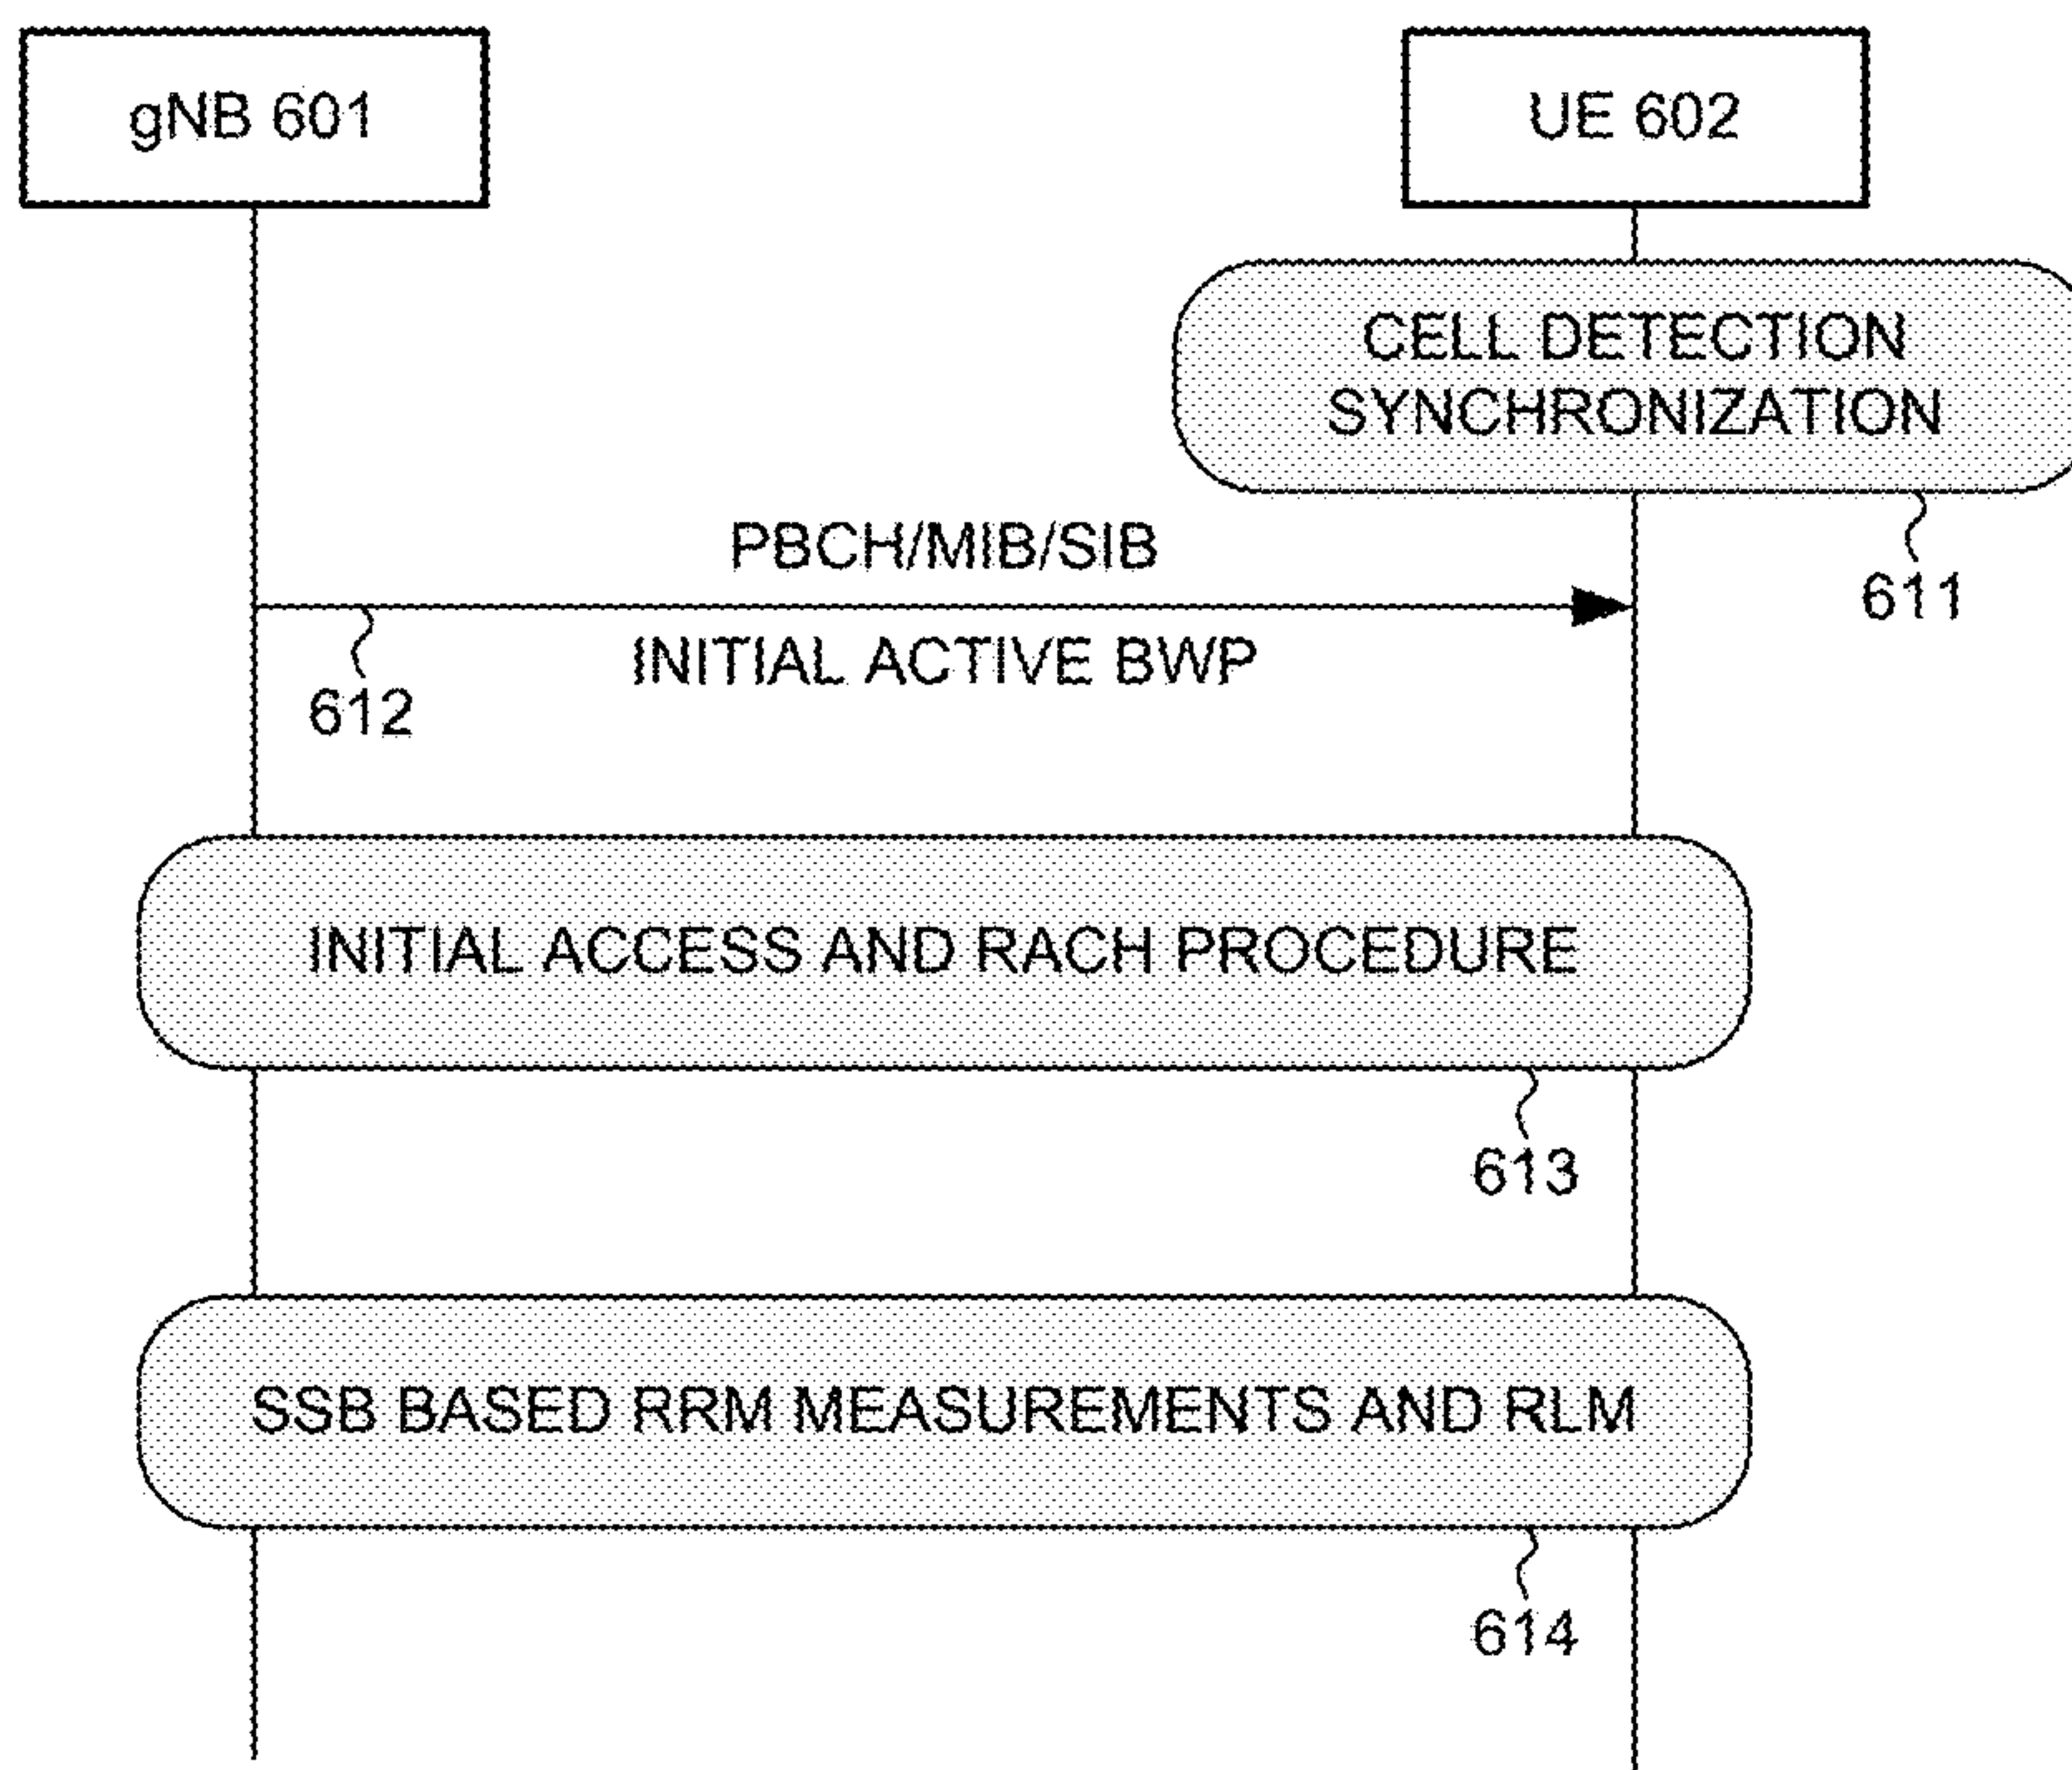 gNB 601
UE 602
CELL DETECTION
SYNCHRONIZATION
611
PBCH/MIB/SIB
INITIAL ACTIVE BWP
612
INITIAL ACCESS AND RACH PROCEDURE
613
SSB BASED RRM MEASUREMENTS AND RLM
614